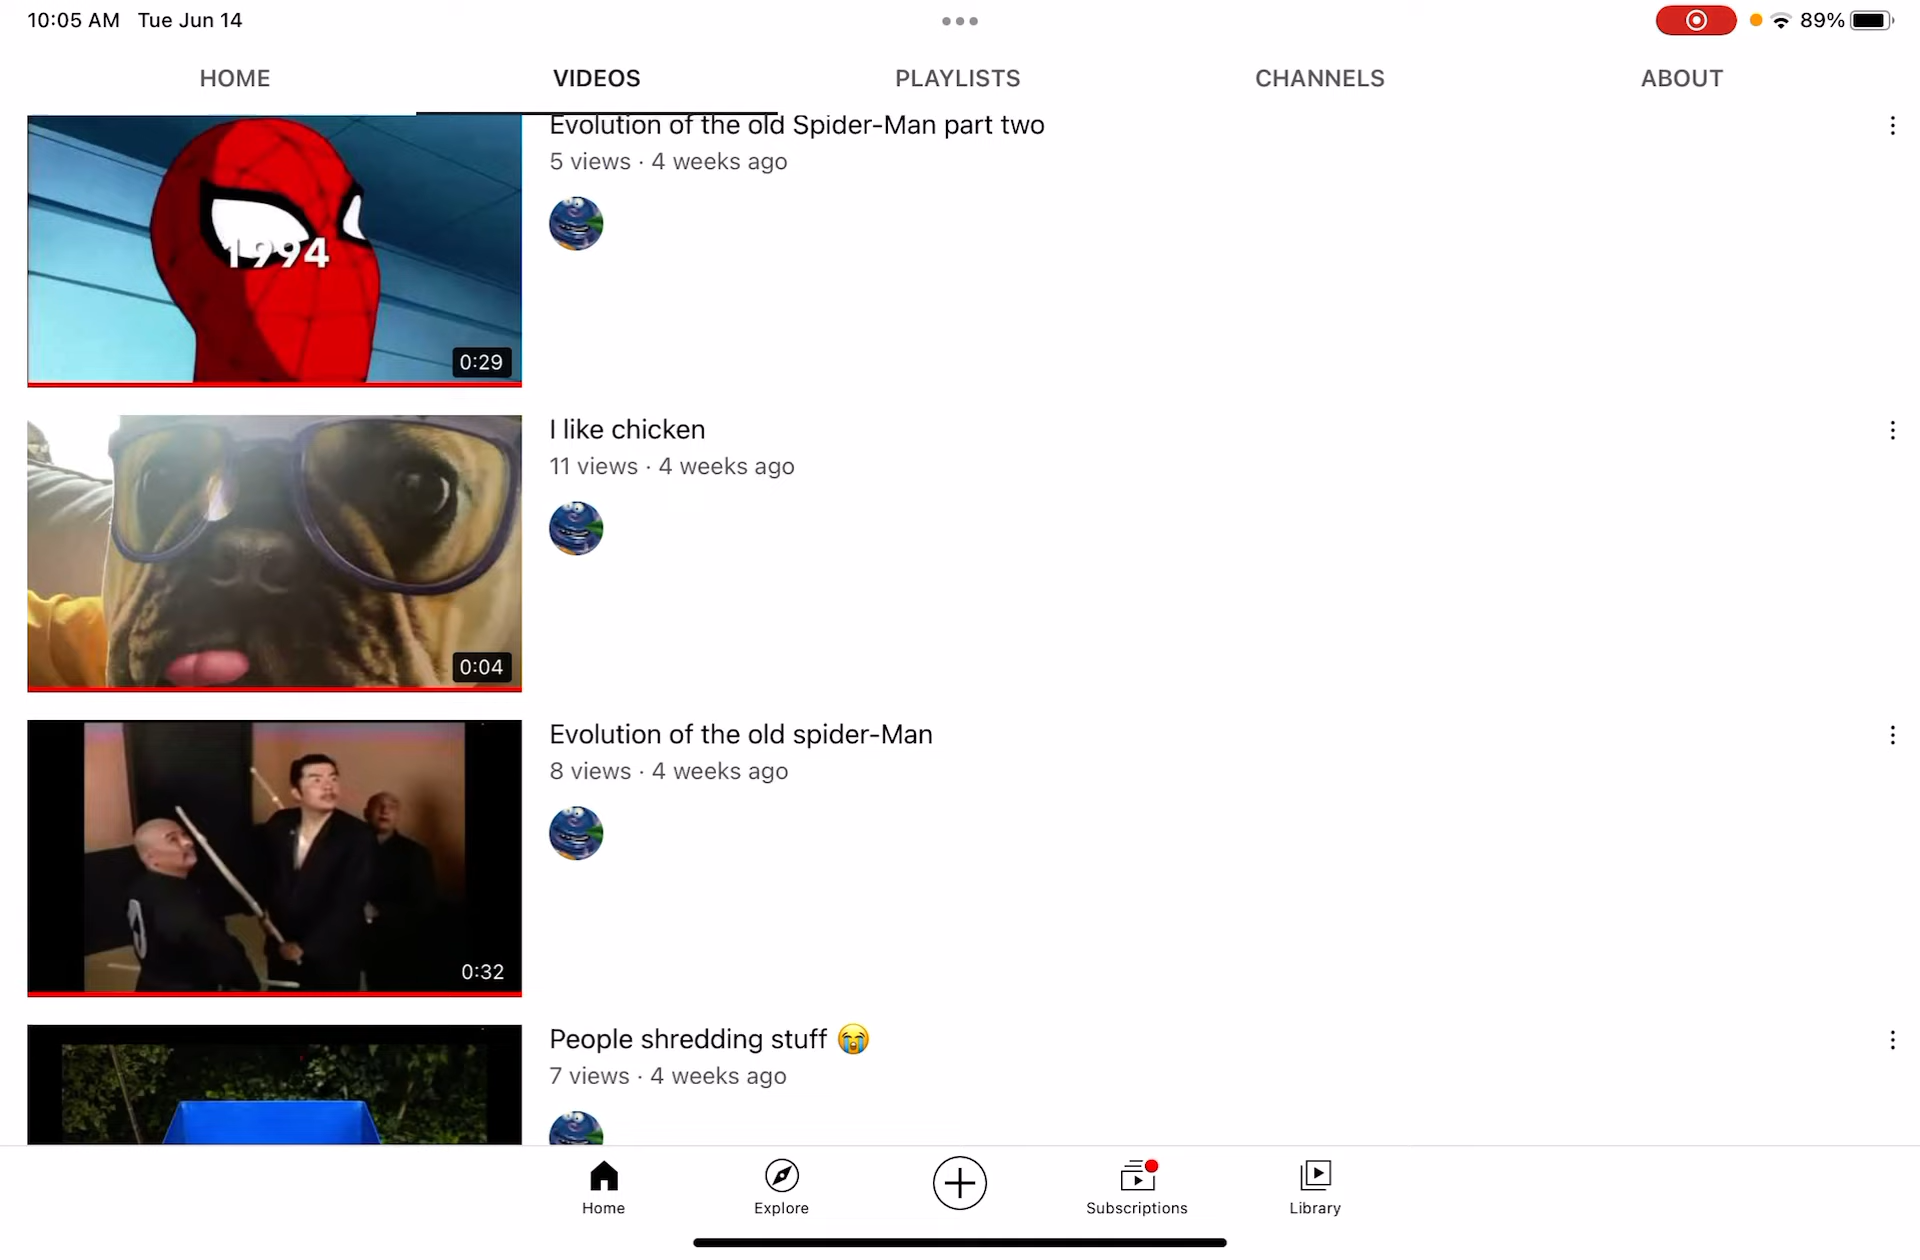 10:05 AM Tue Jun 14
89%
HOME VIDEOS PLAYLISTS CHANNELS ABOUT
Evolution of the old Spider-Man part two
5 views · 4 weeks ago
1994
0:29
I like chicken
11 views · 4 weeks ago
0:04
Evolution of the old spider-Man
8 views · 4 weeks ago
0:32
People shredding stuff 😭
7 views · 4 weeks ago
Home Explore Subscriptions Library